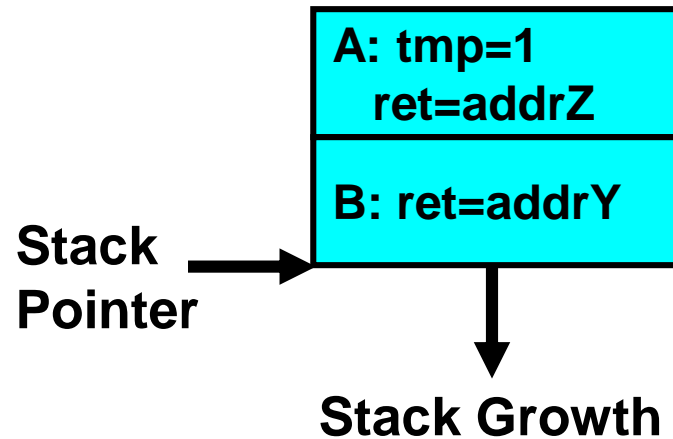 A: tmp=1
ret=addrZ
B: ret=addrY
Stack
Pointer
Stack Growth